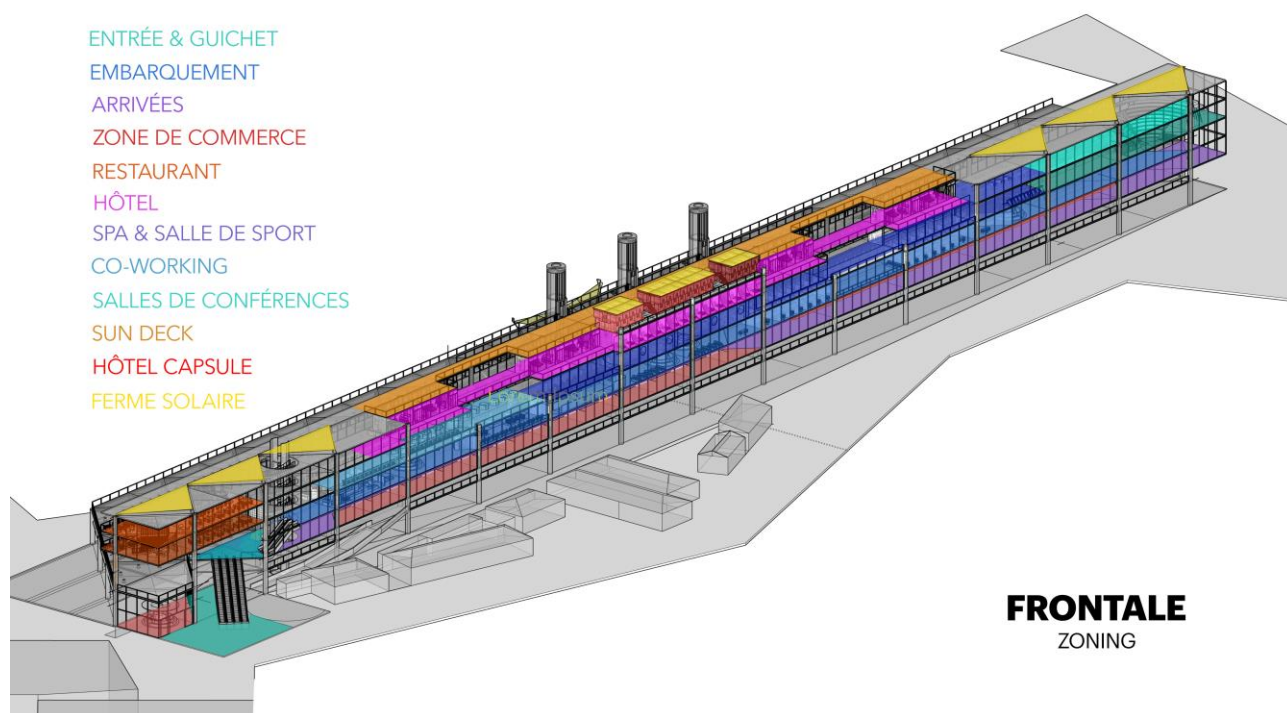 ENTRÉE & GUICHET
EMBARQUEMENT
ARRIVÉES
ZONE DE COMMERCE
RESTAURANT
HÔTEL
SPA & SALLE DE SPORT
CO-WORKING
SALLES DE CONFÉRENCES
SUN DECK
HÔTEL CAPSULE
FERME SOLAIRE
FRONTALE
ZONING